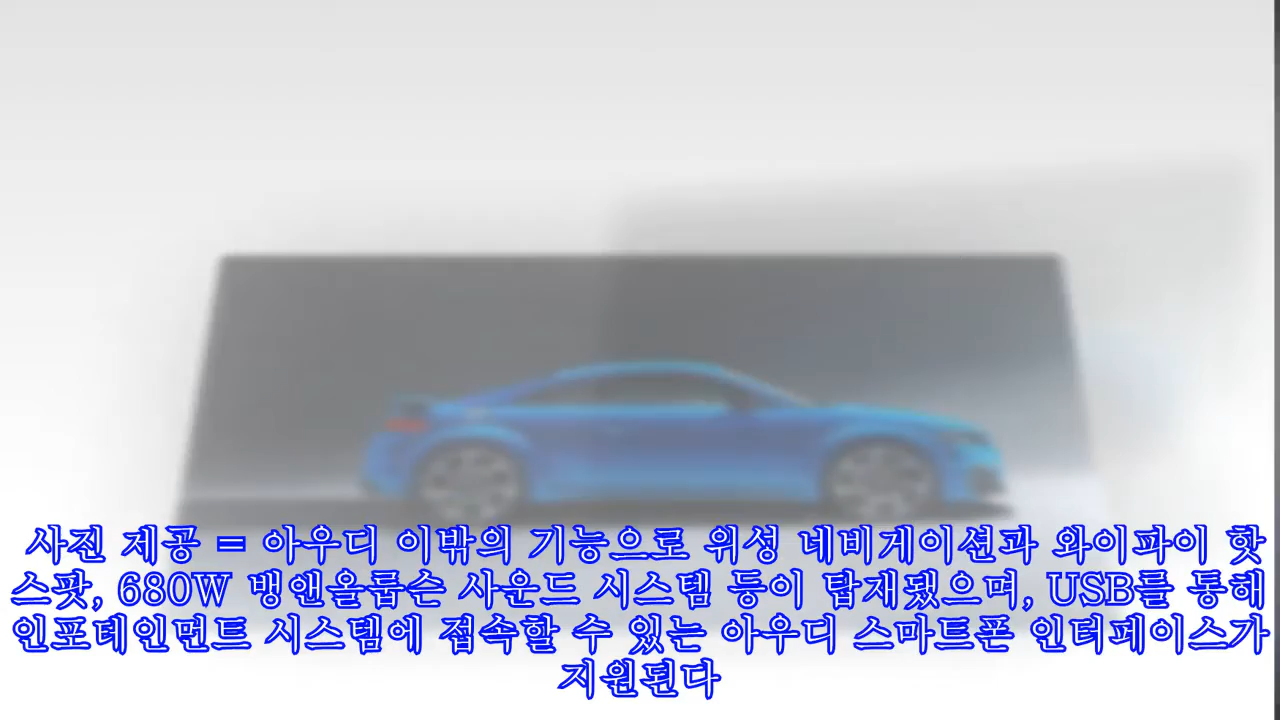 사진 제공 = 아우디 이밖의 기능으로 위성 네비게이션과 와이파이 핫
스팟, 680W 뱅앤올룹슨 사운드 시스템 등이 탑재됐으며, USB를 통해
인포테인먼트 시스템에 접속할 수 있는 아우디 스마트폰 인터페이스가
지원된다